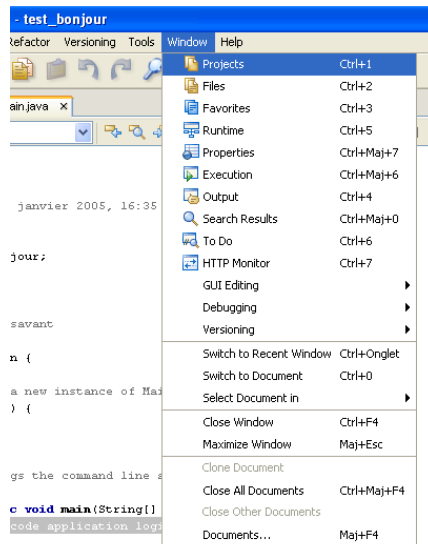 - test_bonjour
Refactor Versioning Tools Window Help
Projects Ctrl+1
Files Ctrl+2
ain.java x
Favorites Ctrl+3
Runtime Ctrl+5
Properties Ctrl+Maj+7
Execution Ctrl+Maj+6
janvier 2005, 16:35
Output Ctrl+4
Search Results Ctrl+Maj+0
To Do Ctrl+6
jour;
HTTP Monitor Ctrl+7
GUI Editing
Debugging
savant
Versioning
n {
Switch to Recent Window Ctrl+Onglet
Switch to Document Ctrl+0
a new instance of Mai
Select Document in
) {
Close Window Ctrl+F4
Maximize Window Maj+Esc
Clone Document
gs the command line a
Close All Documents Ctrl+Maj+F4
c void main(String[]
Close Other Documents
code application logi
Documents... Maj+F4